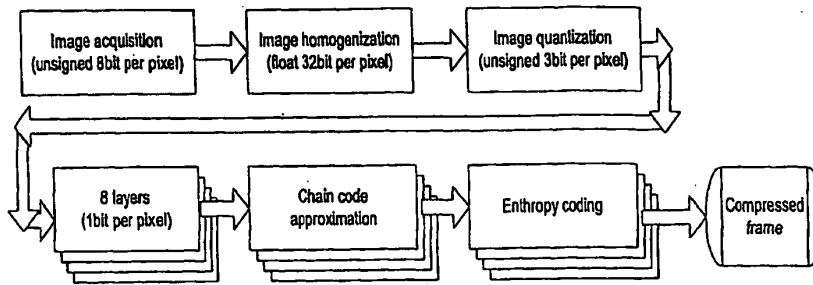 Image acquisition
(unsigned 8bit per pixel)
Image homogenization
(float 32bit per pixel)
Image quantization
(unsigned 3bit per pixel)
8 layers
(1bit per pixel)
Chain code
approximation
Enthropy coding
Compressed
frame